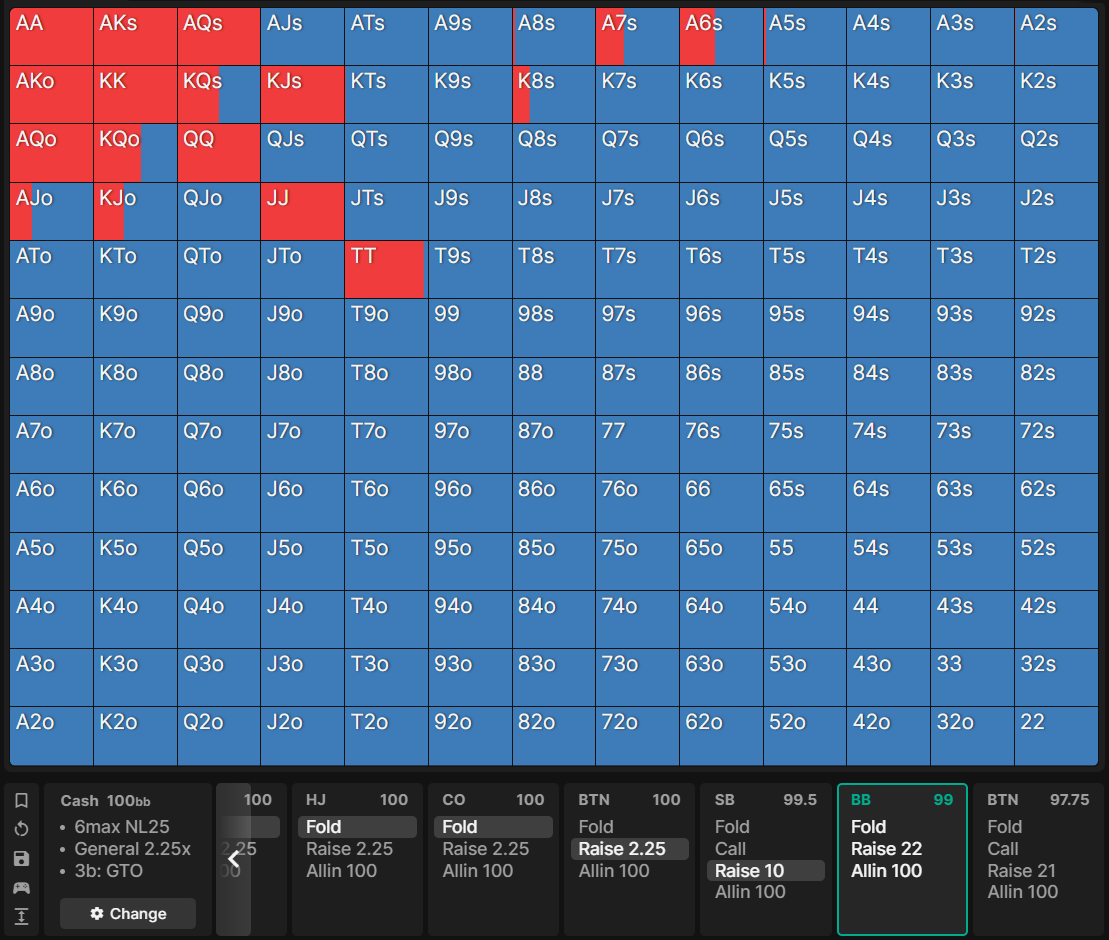 AA AKs AQs AJs ATs A9s A8s A7s A6s A5s A4s A3s A2s
AKo KK KQs KJs KTs K9s K8s K7s K6s K5s K4s K3s K2s
AQo KQo QQ QJs QTs Q9s Q8s Q7s Q6s Q5s Q4s Q3s Q2s
AJo KJo QJo JJ JTs J9s J8s J7s J6s J5s J4s J3s J2s
ATo KTo QTo JTo TT T9s T8s T7s T6s T5s T4s T3s T2s
A9o K9o Q9o J9o T9o 99 98s 97s 96s 95s 94s 93s 92s
A8o K8o Q8o J8o T8o 98o 88 87s 86s 85s 84s 83s 82s
A7o K7o Q7o J7o T7o 97o 87o 77 76s 75s 74s 73s 72s
A6o K6o Q6o J6o T6o 96o 86o 76o 66 65s 64s 63s 62s
A5o K5o Q5o J5o T5o 95o 85o 75o 65o 55 54s 53s 52s
A4o K4o Q4o J4o T4o 94o 84o 74o 64o 54o 44 43s 42s
A3o K3o Q3o J3o T3o 93o 83o 73o 63o 53o 43o 33 32s
A2o K2o Q2o J2o T2o 92o 82o 72o 62o 52o 42o 32o 22
Cash 100bb
• 6max NL25
• General 2.25x
• 3b: GTO
Change
100
2.25
00
HJ 100
Fold
Raise 2.25
Allin 100
CO 100
Fold
Raise 2.25
Allin 100
BTN 100
Fold
Raise 2.25
Allin 100
SB 99.5
Fold
Call
Raise 10
Allin 100
BB 99
Fold
Raise 22
Allin 100
BTN 97.75
Fold
Call
Raise 21
Allin 100